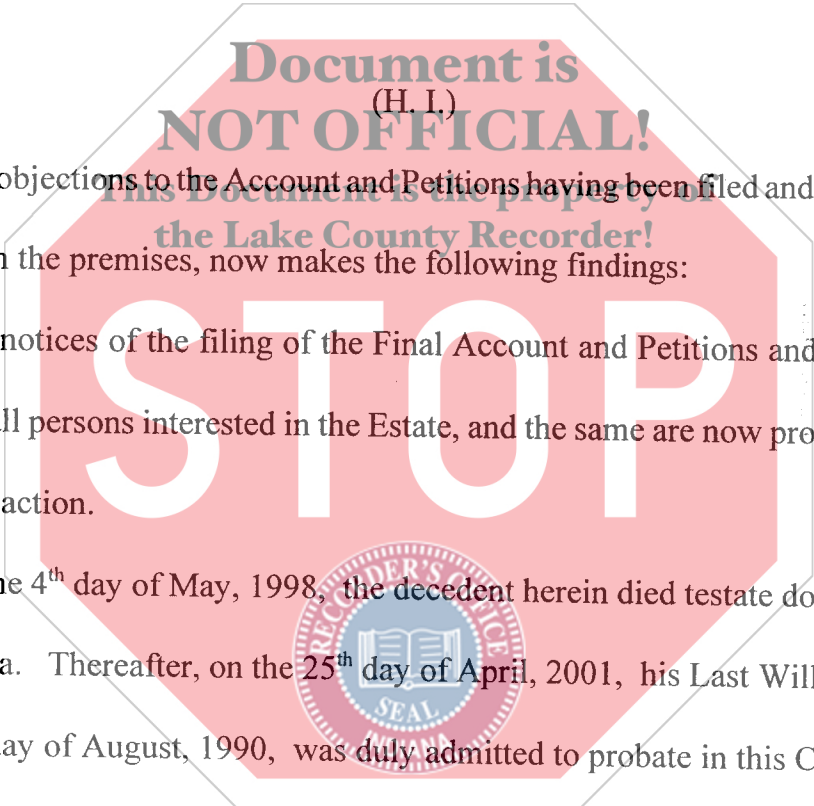 Document is
(H. I.)
NOT OFFICIAL!
objections to the Account and Petitions having been filed and
This Document is the property of
the Lake County Recorder!
the premises, now makes the following findings:
notices of the filing of the Final Account and Petitions and
ll persons interested in the Estate, and the same are now pro
STOP
action.
e 4th day of May, 1998, the decedent herein died testate do
RECORDER'S OFFICE
a. Thereafter, on the 25th day of April, 2001, his Last Will
SEAL
ay of August, 1990, was duly admitted to probate in this C
INDIANA